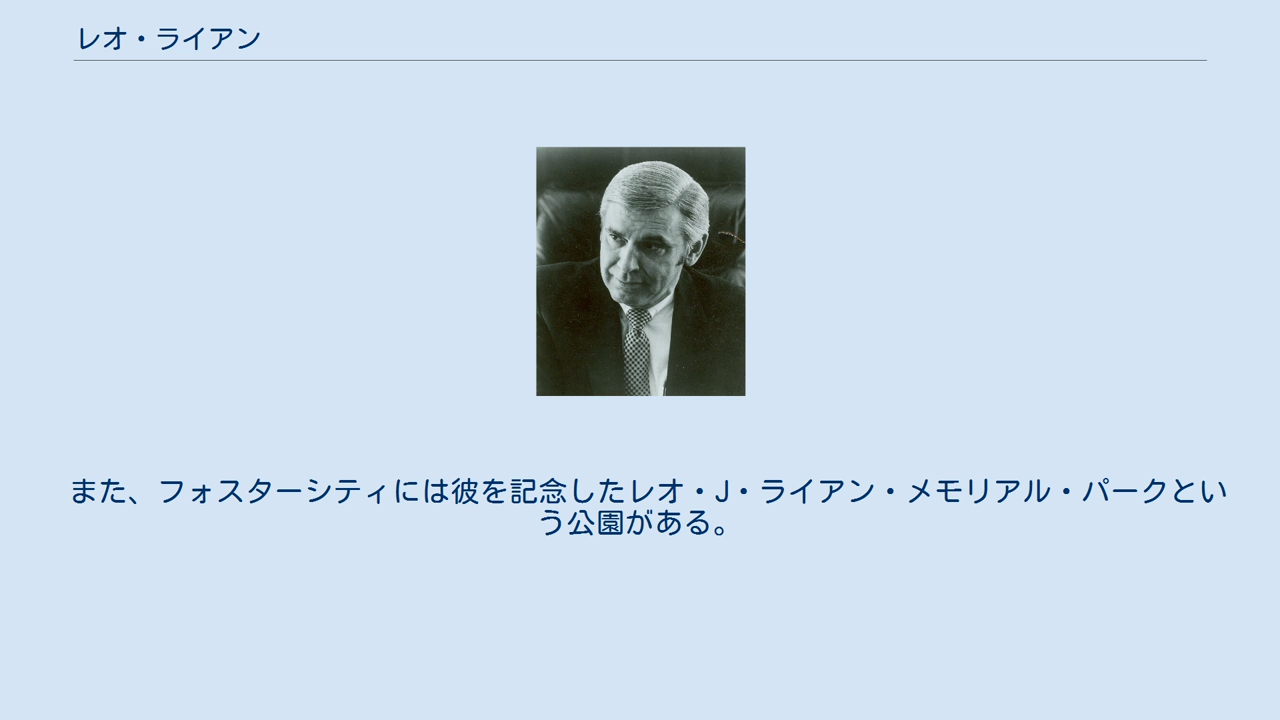 レオ・ライアン
また、フォスターシティには彼を記念したレオ・J・ライアン・メモリアル・パークとい
う公園がある。